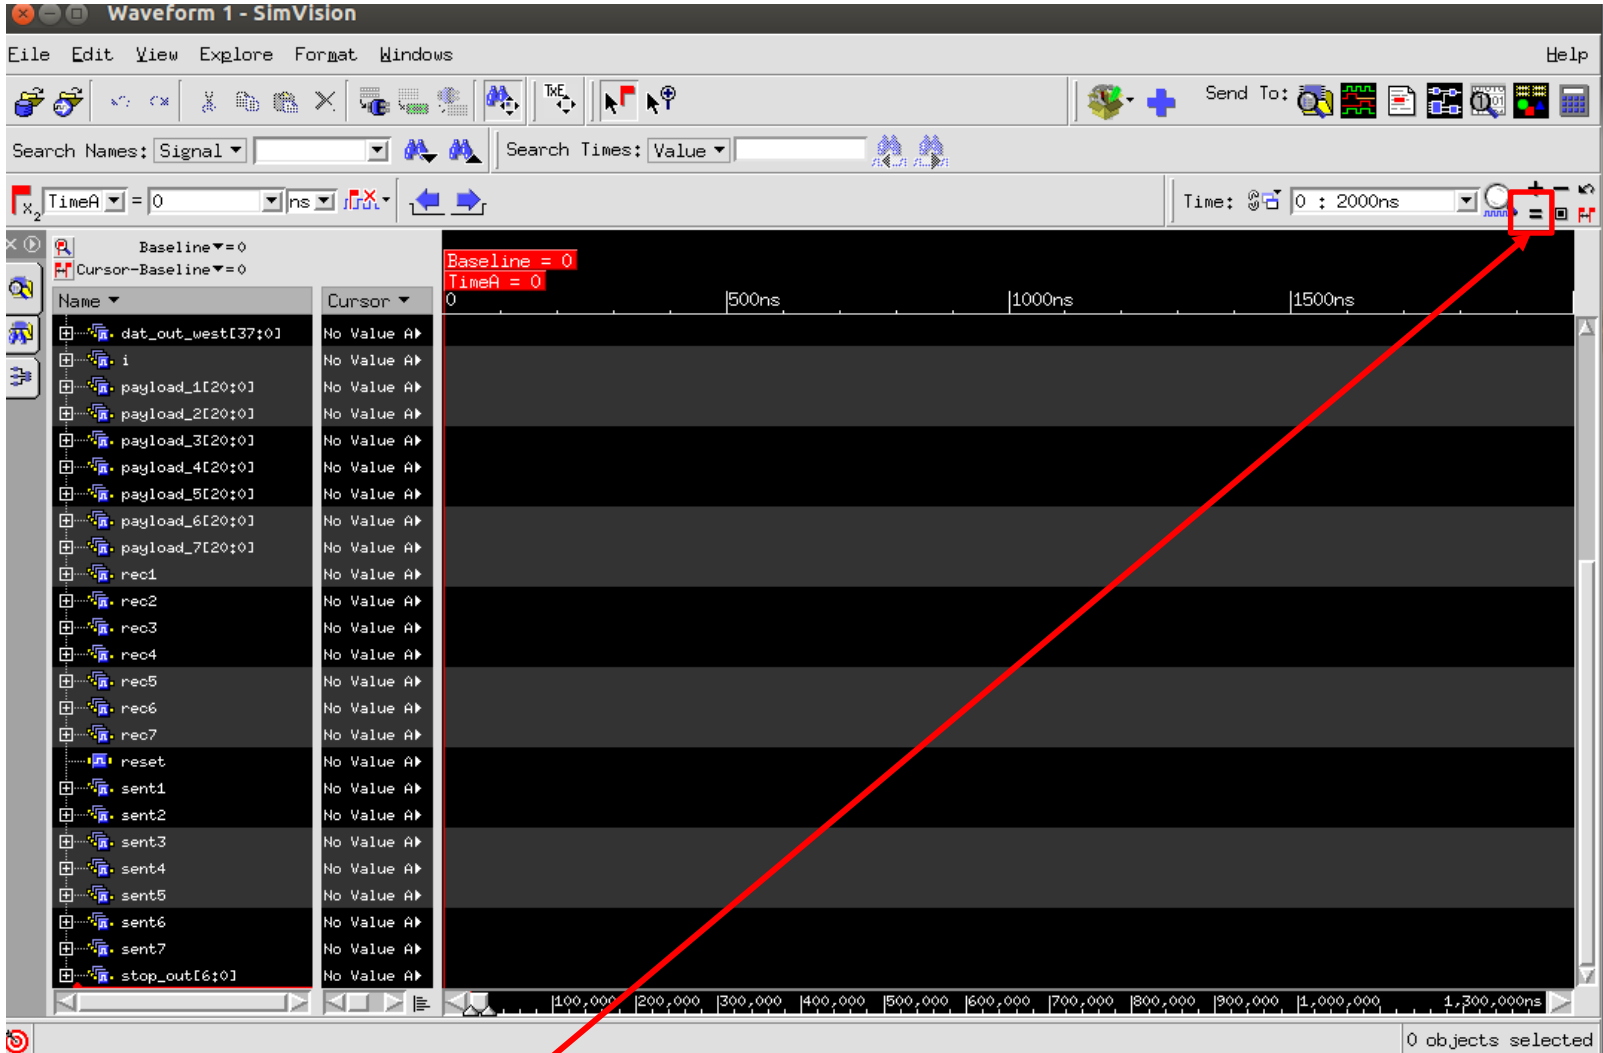 Waveform 1 - SimVision
File Edit View Explore Format Windows Help
TxE Send To:
Search Names: Signal Search Times: Value
X2 TimeA = 0 ns Time: 0 : 2000ns
Baseline = 0
Cursor-Baseline = 0
Baseline = 0
TimeA = 0
Name Cursor 0 500ns 1000ns 1500ns
dat_out_west[37:0] No Value A
i No Value A
payload_1[20:0] No Value A
payload_2[20:0] No Value A
payload_3[20:0] No Value A
payload_4[20:0] No Value A
payload_5[20:0] No Value A
payload_6[20:0] No Value A
payload_7[20:0] No Value A
rec1 No Value A
rec2 No Value A
rec3 No Value A
rec4 No Value A
rec5 No Value A
rec6 No Value A
rec7 No Value A
reset No Value A
sent1 No Value A
sent2 No Value A
sent3 No Value A
sent4 No Value A
sent5 No Value A
sent6 No Value A
sent7 No Value A
stop_out[6:0] No Value A
100,000 200,000 300,000 400,000 500,000 600,000 700,000 800,000 900,000 1,000,000 1,300,000ns
0 objects selected